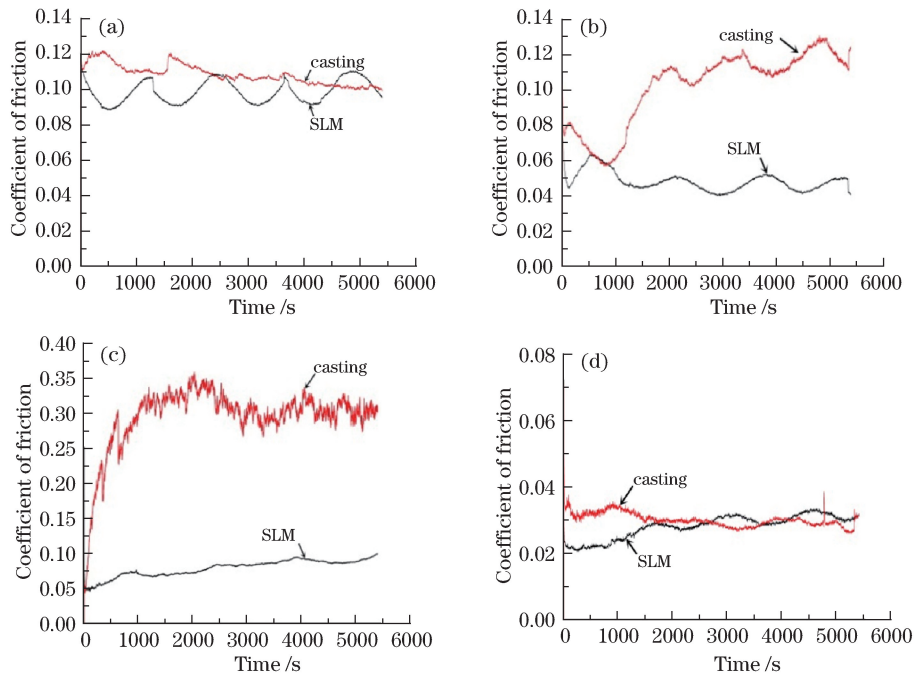 (a)
Coefficient of friction
0.14
0.12
0.10
0.08
0.06
0.04
0.02
0.00
casting
SLM
0 1000 2000 3000 4000 5000 6000
Time /s
(b)
Coefficient of friction
0.14
0.12
0.10
0.08
0.06
0.04
0.02
0.00
casting
SLM
0 1000 2000 3000 4000 5000 6000
Time /s
(c)
Coefficient of friction
0.40
0.35
0.30
0.25
0.20
0.15
0.10
0.05
0.00
casting
SLM
0 1000 2000 3000 4000 5000 6000
Time /s
(d)
Coefficient of friction
0.08
0.06
0.04
0.02
0.00
casting
SLM
0 1000 2000 3000 4000 5000 6000
Time /s